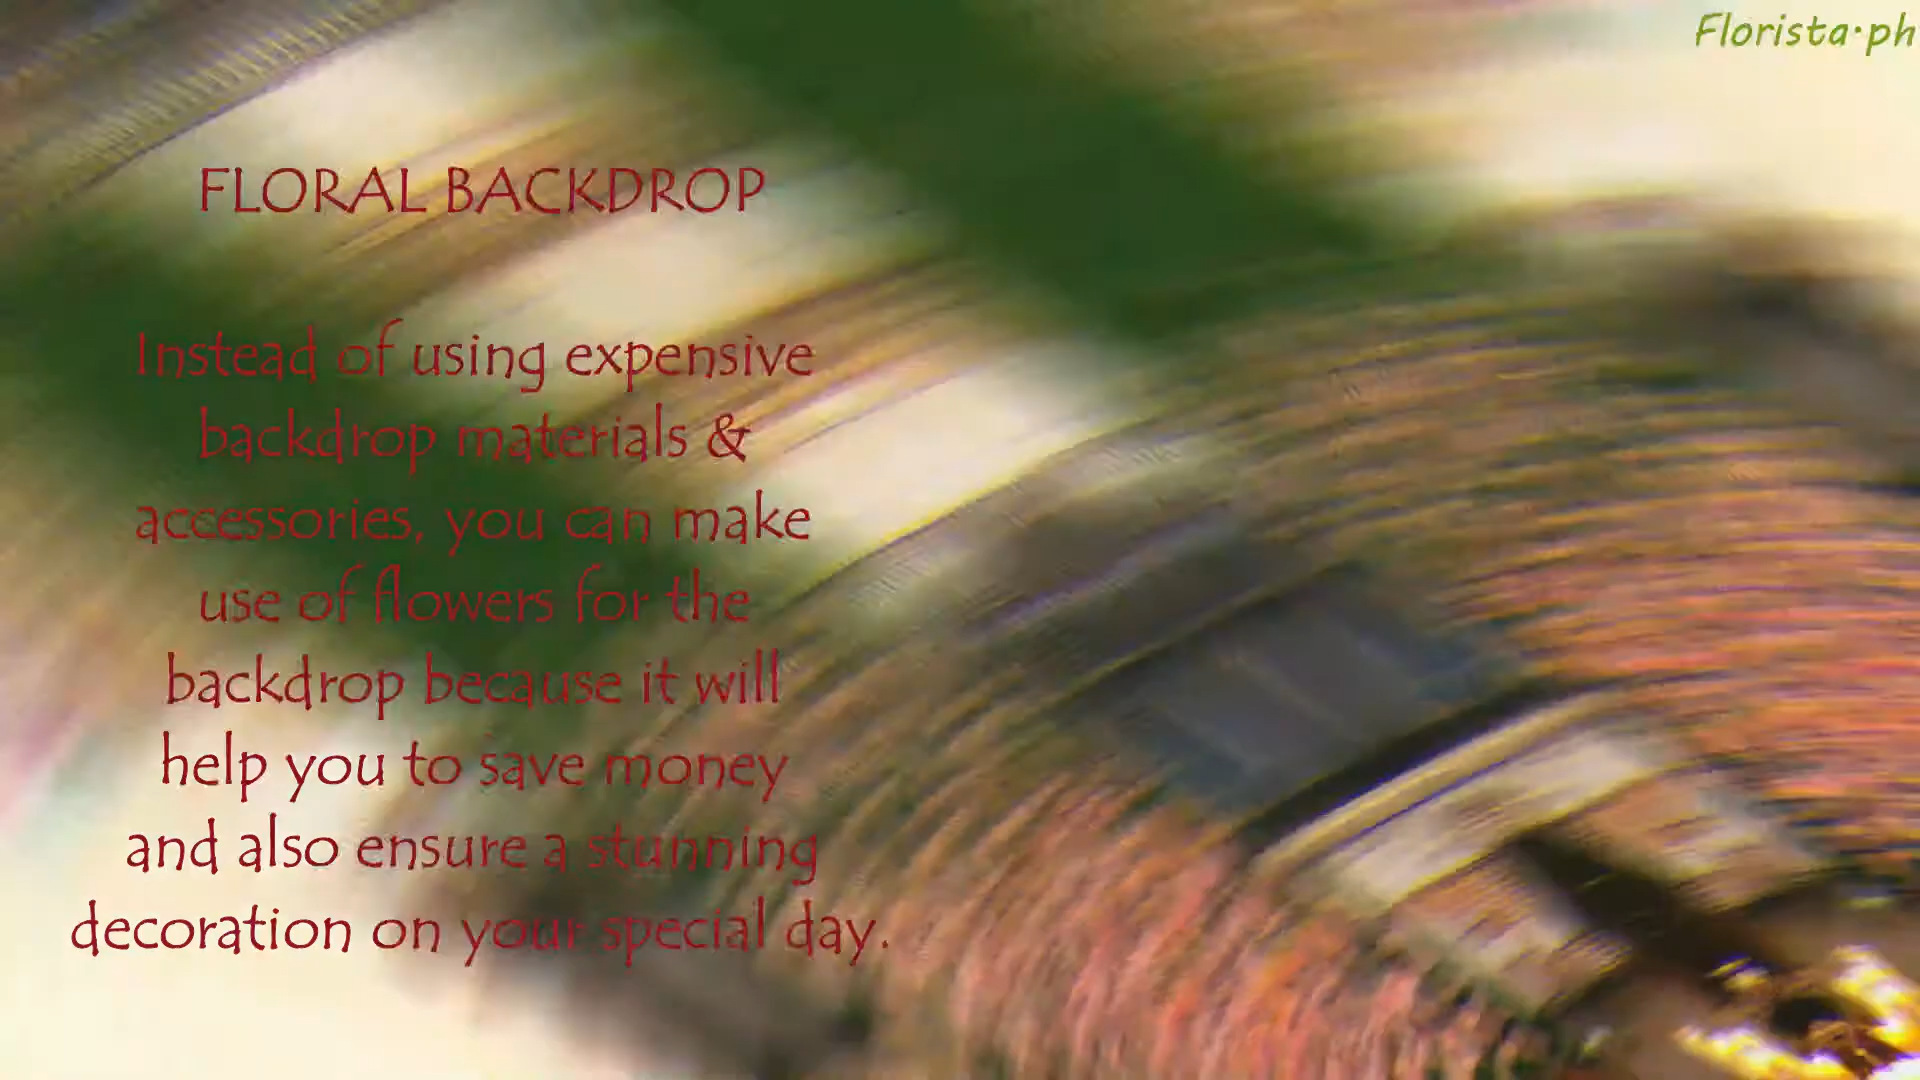 Florista.ph
FLORAL BACKDROP
Instead of using expensive
backdrop materials &
accessories, you can make
use of flowers for the
backdrop because it will
help you to save money
and also ensure a stunning
decoration on your special day.